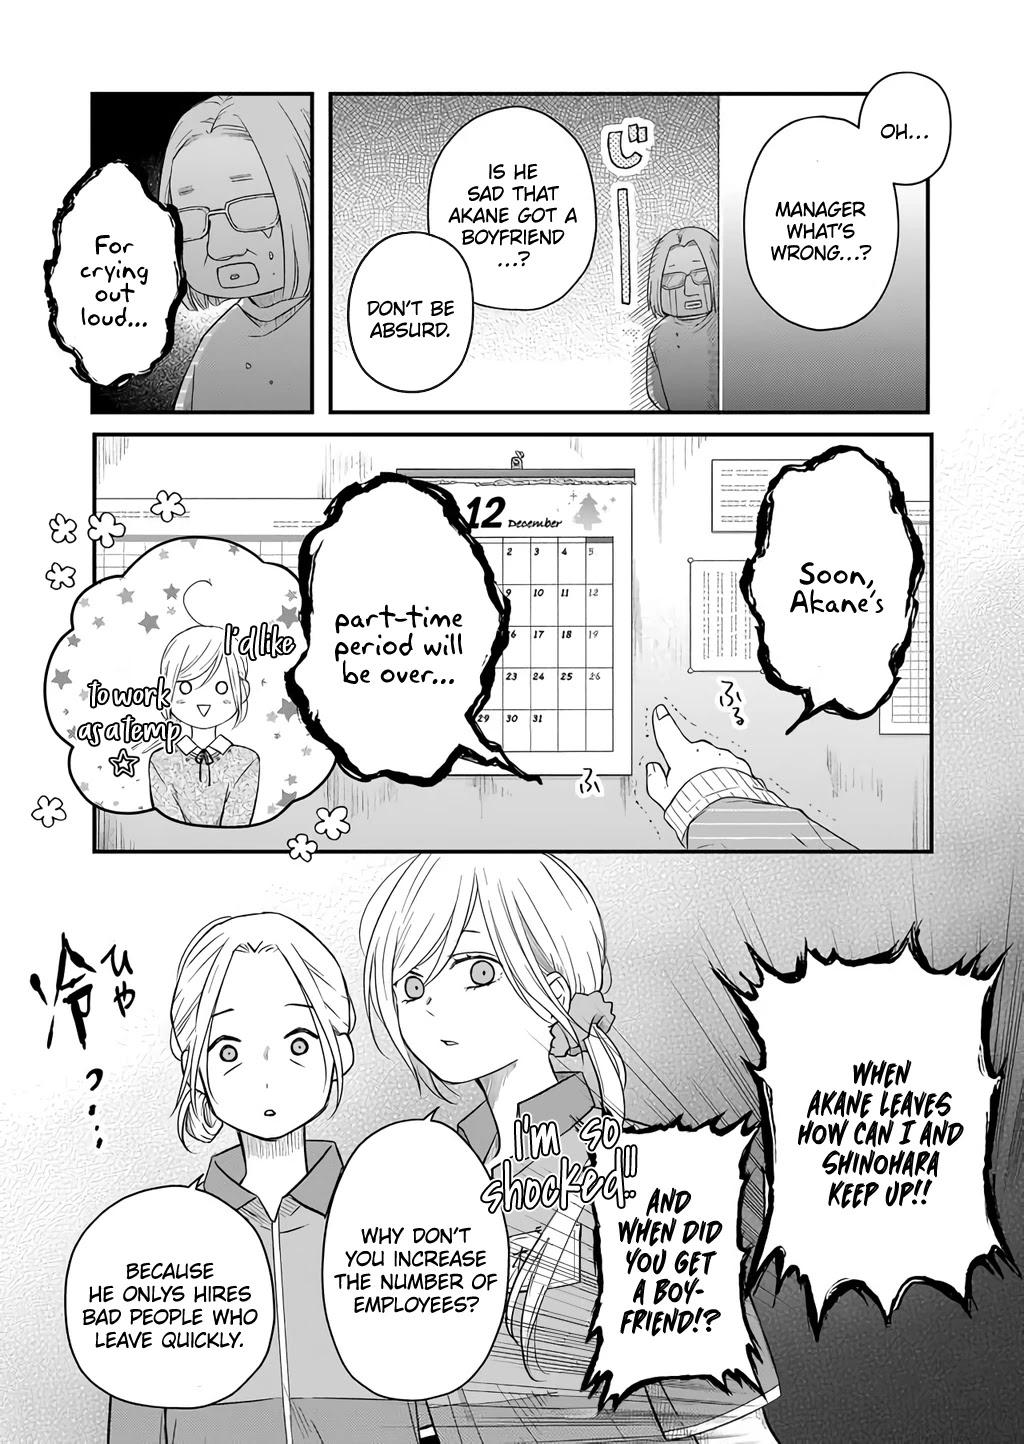 OH...
MANAGER
WHAT'S
WRONG...?
じーー
IS HE
SAD THAT
AKANE GOT A
BOYFRIEND
...?
DON'T BE
ABSURD.
For
crying
out
loud...
Soon,
Akane's
ふる
ふ
12 December
2 3 4 5
9 10 11 12
16 17 18 19
23 24 25 26
29 30 31
part-time
period will
be over...
I'd like
to work
as a temp
☆
WHEN
AKANE LEAVES
HOW CAN I AND
SHINOHARA
KEEP UP!!
AND
WHEN DID
YOU GET
A BOY-
FRIEND!?
I'm so
shocked!!
WHY DON'T
YOU INCREASE
THE NUMBER OF
EMPLOYEES?
BECAUSE
HE ONLYS HIRES
BAD PEOPLE WHO
LEAVE QUICKLY.
ひやっ…
冷